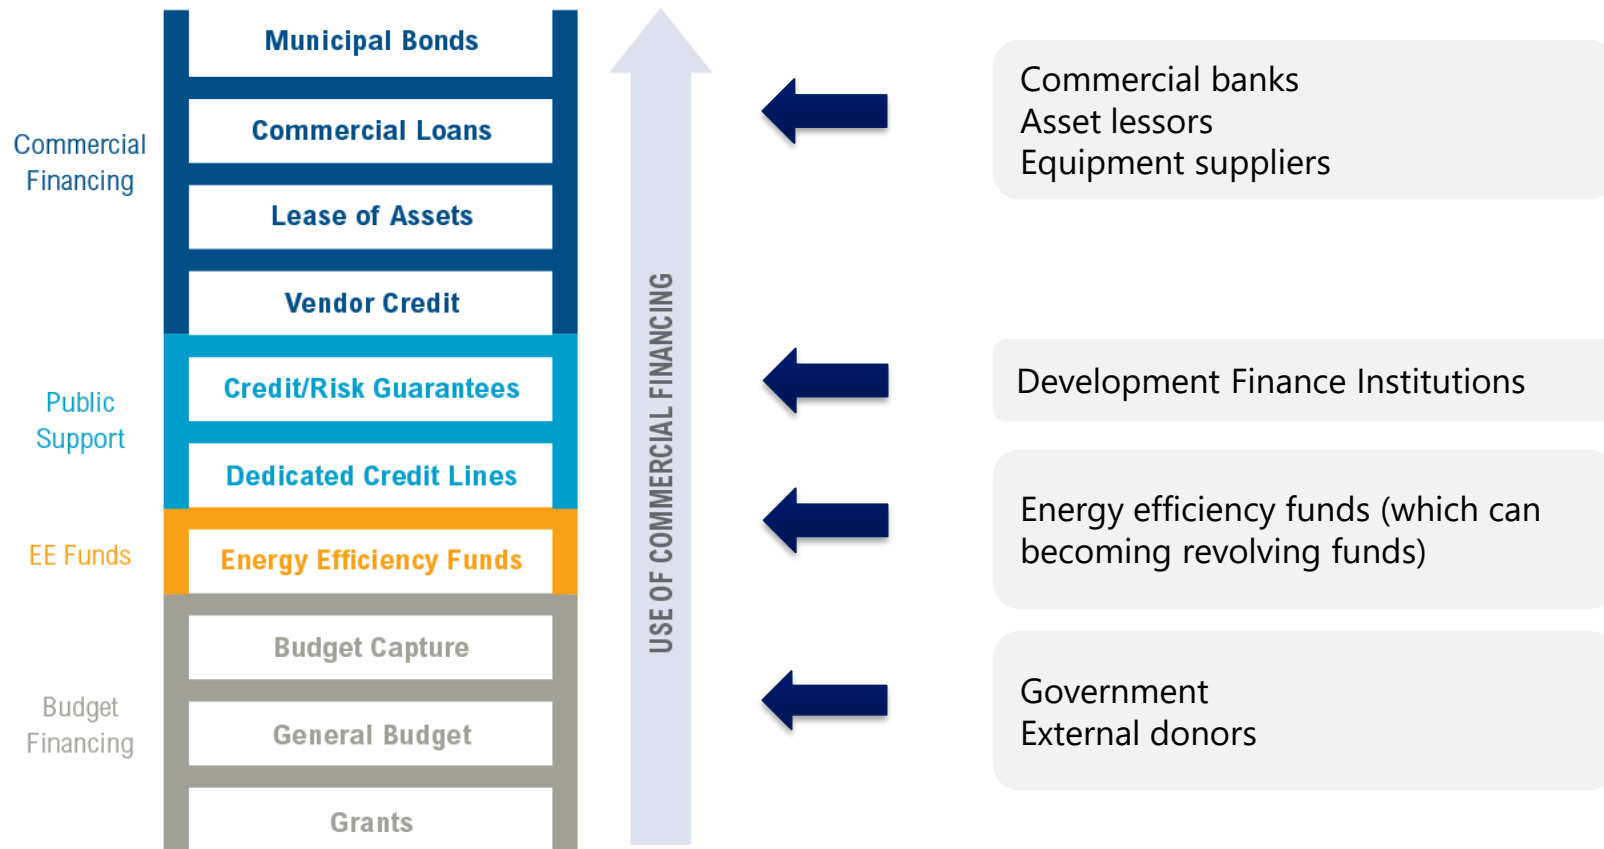 Municipal Bonds
Commercial Loans
Lease of Assets
Vendor Credit
Credit/Risk Guarantees
Dedicated Credit Lines
Energy Efficiency Funds
Budget Capture
General Budget
Grants
Commercial
Financing
Public
Support
EE Funds
Budget
Financing
USE OF COMMERCIAL FINANCING
Commercial banks
Asset lessors
Equipment suppliers
Development Finance Institutions
Energy efficiency funds (which can
becoming revolving funds)
Government
External donors